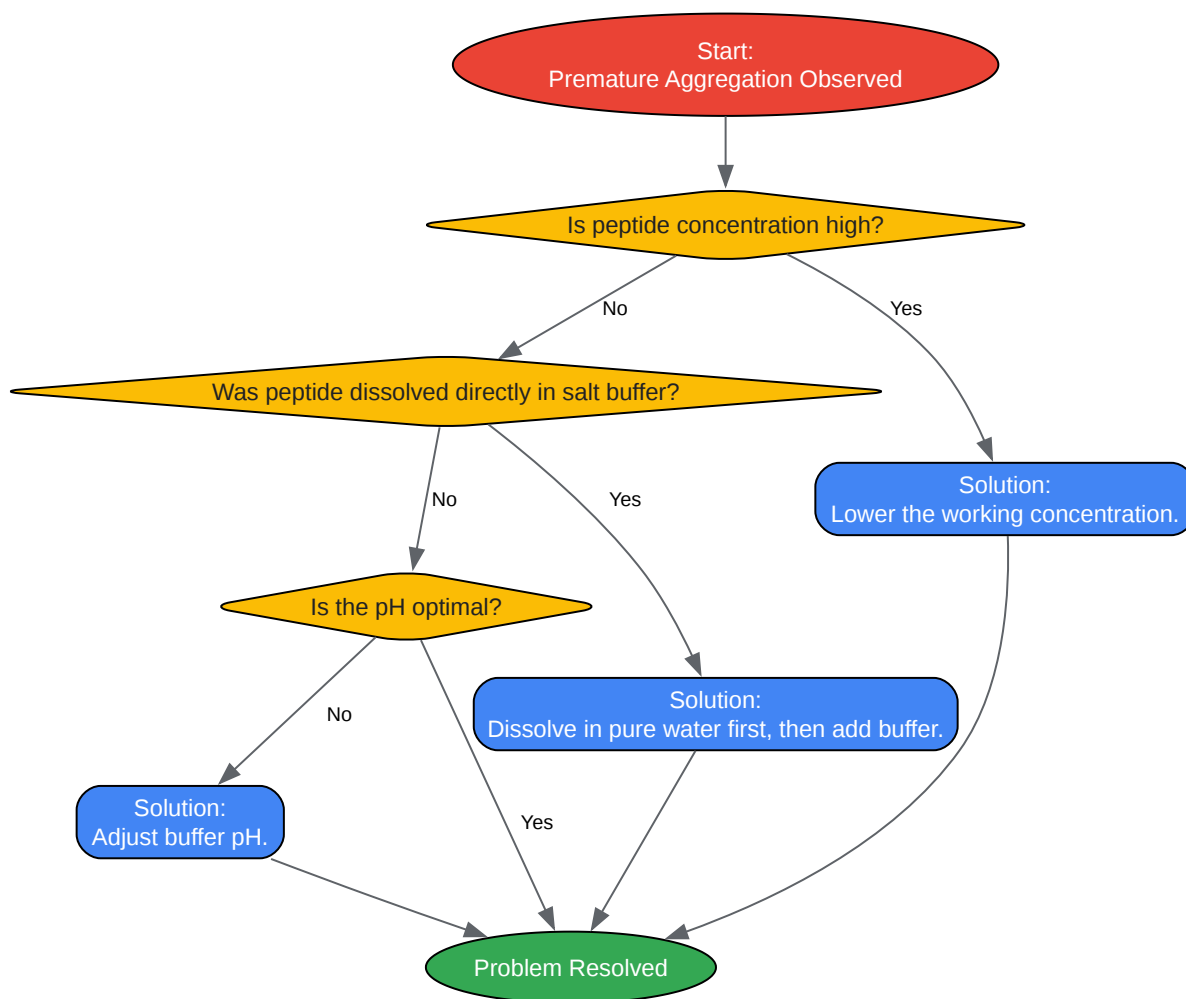 Start:
Premature Aggregation Observed
Is peptide concentration high?
No
Yes
Was peptide dissolved directly in salt buffer?
Solution:
Lower the working concentration.
No
Yes
Is the pH optimal?
Solution:
Dissolve in pure water first, then add buffer.
No
Solution:
Adjust buffer pH.
Yes
Problem Resolved